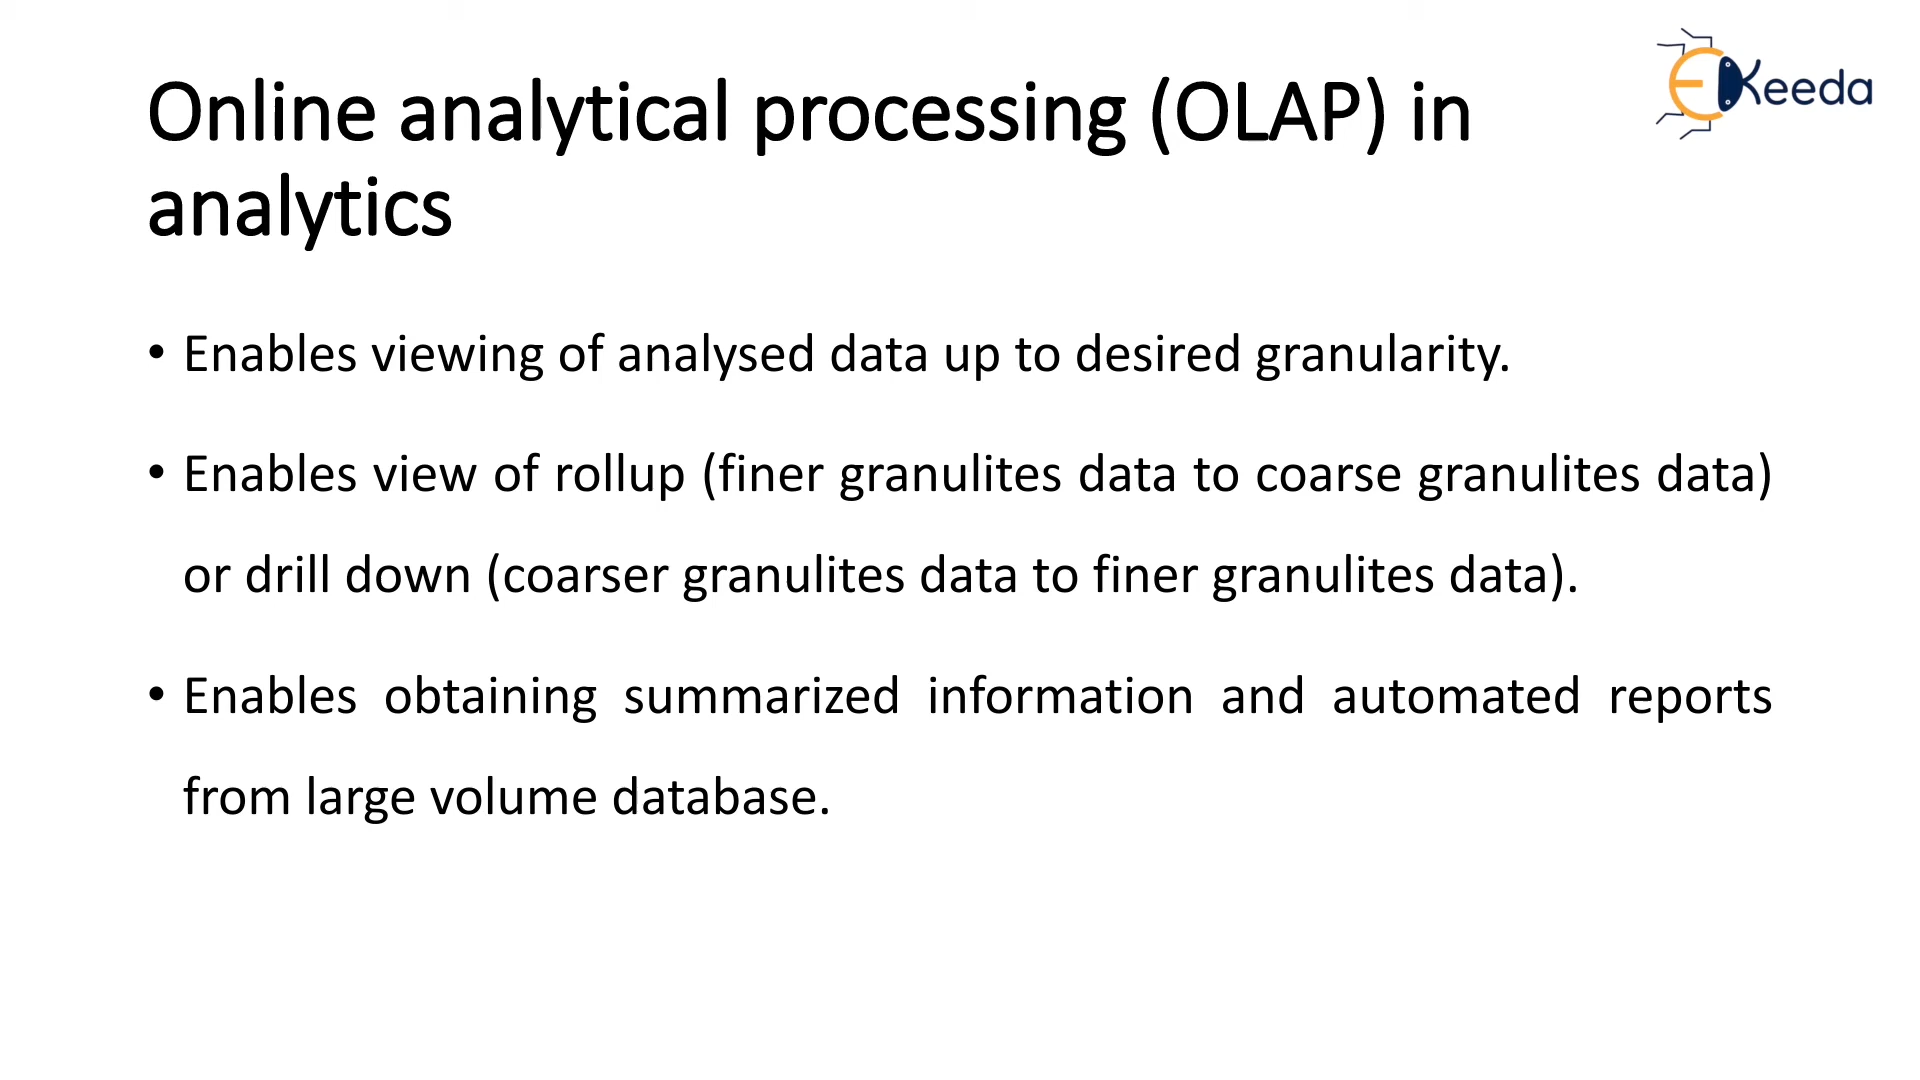 Online analytical processing (OLAP) in
analytics
EKeeda
• Enables viewing of analysed data up to desired granularity.
• Enables view of rollup (finer granulites data to coarse granulites data)
or drill down (coarser granulites data to finer granulites data).
• Enables obtaining summarized information and automated reports
from large volume database.